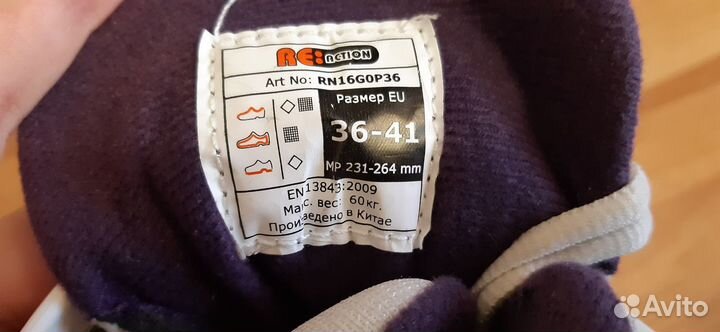 RE:ACTION
Art No: RN16G0P36
Размер EU
36-41
MP 231-264 mm
EN 13843:2009
Макс. вес: 60кг.
Произведено в Китае
Avito